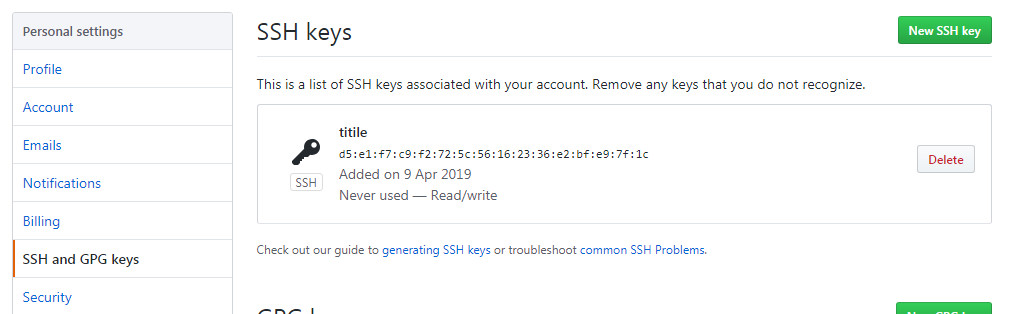 Personal settings
Profile
Account
Emails
Notifications
Billing
SSH and GPG keys
Security
SSH keys
New SSH key
This is a list of SSH keys associated with your account. Remove any keys that you do not recognize.
SSH
titile
d5:e1:f7:c9:f2:72:5c:56:16:23:36:e2:bf:e9:7f:1c
Added on 9 Apr 2019
Never used — Read/write
Delete
Check out our guide to generating SSH keys or troubleshoot common SSH Problems.